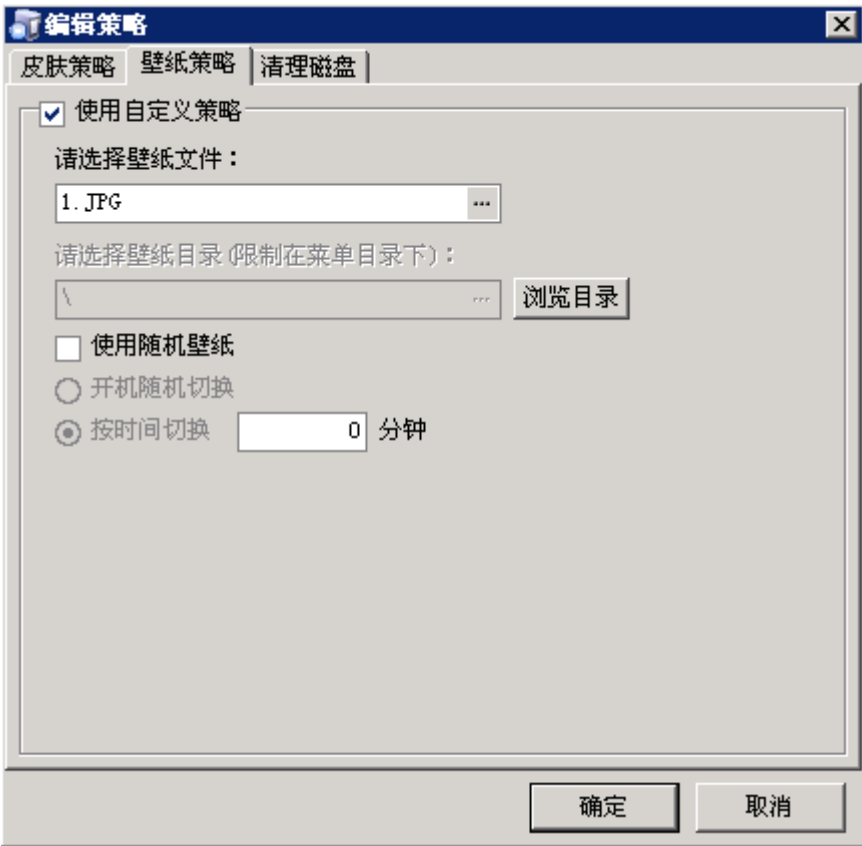 编辑策略
皮肤策略 壁纸策略 清理磁盘
使用自定义策略
请选择壁纸文件：
1.JPG ...
请选择壁纸目录(限制在菜单目录下)：
\ ... 浏览目录
使用随机壁纸
开机随机切换
按时间切换 0 分钟
确定 取消